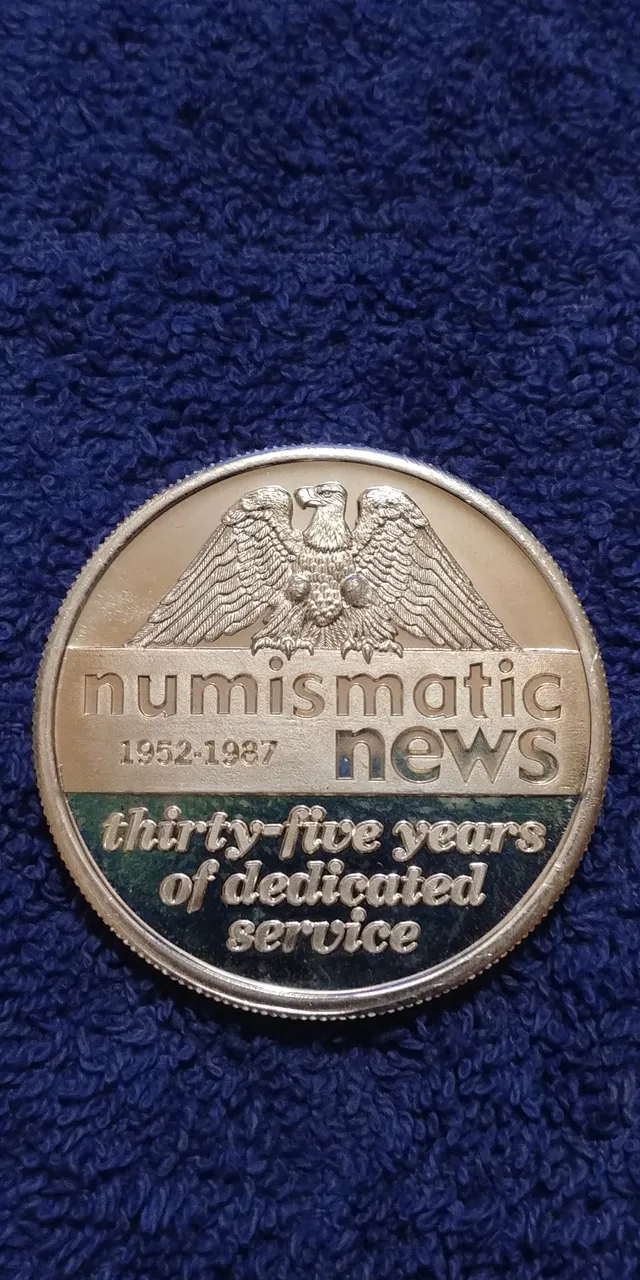 numismatic
1952-1987 news
thirty-five years
of dedicated
service